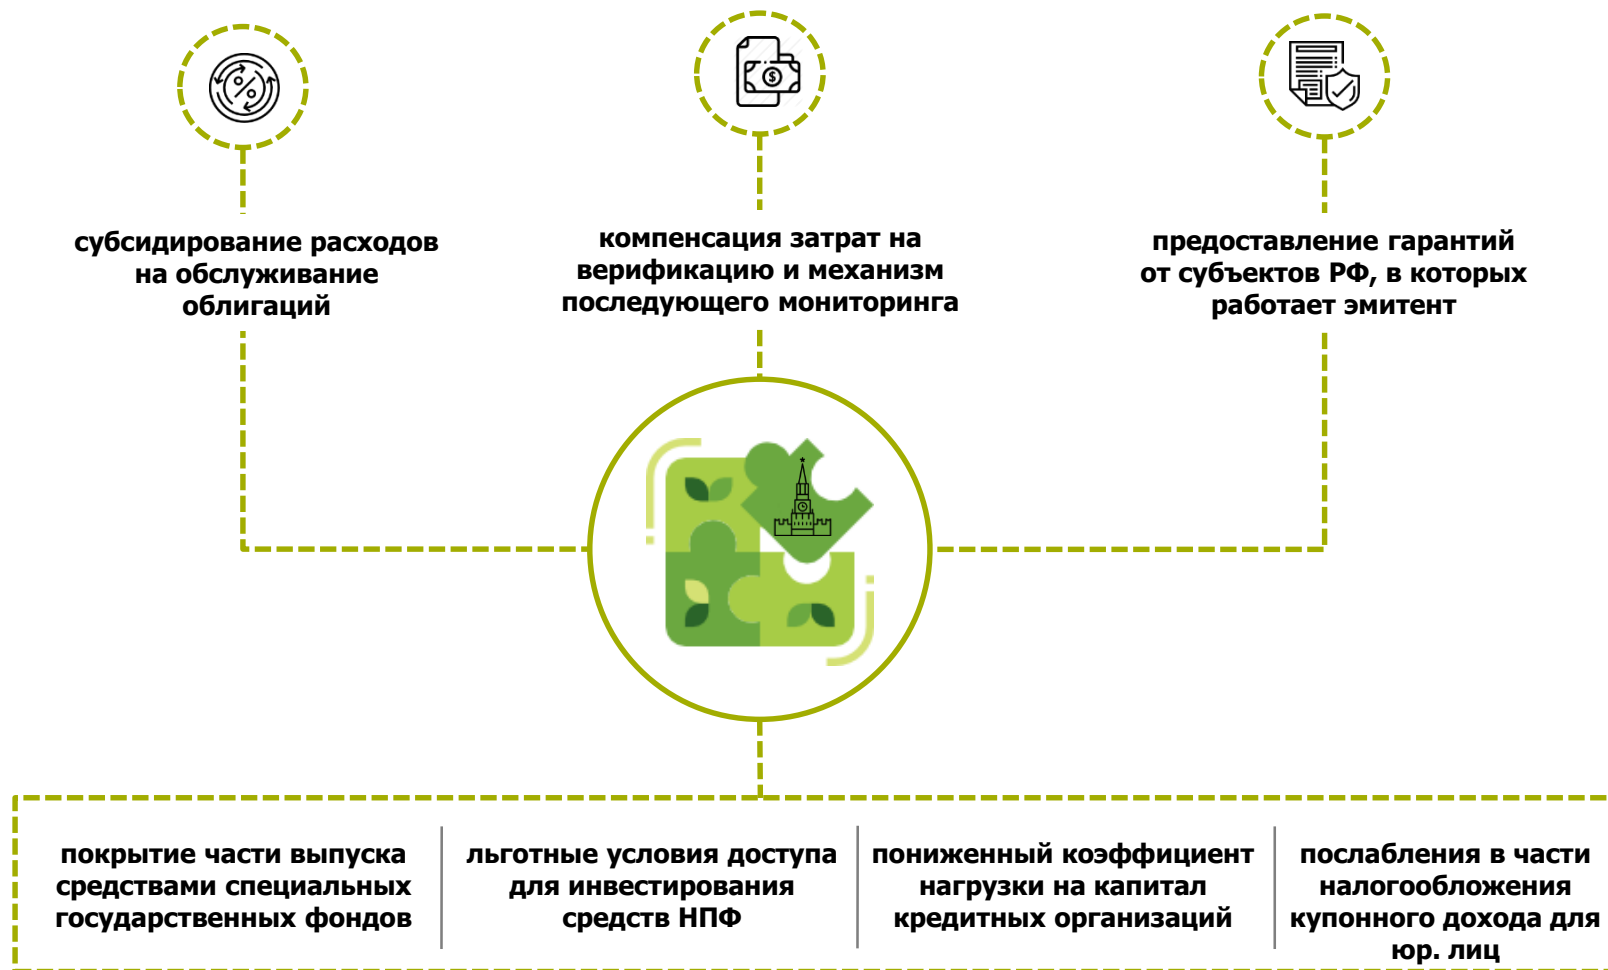 субсидирование расходов
на обслуживание
облигаций
компенсация затрат на
верификацию и механизм
последующего мониторинга
предоставление гарантий
от субъектов РФ, в которых
работает эмитент
покрытие части выпуска
средствами специальных
государственных фондов
льготные условия доступа
для инвестирования
средств НПФ
пониженный коэффициент
нагрузки на капитал
кредитных организаций
послабления в части
налогообложения
купонного дохода для
юр. лиц